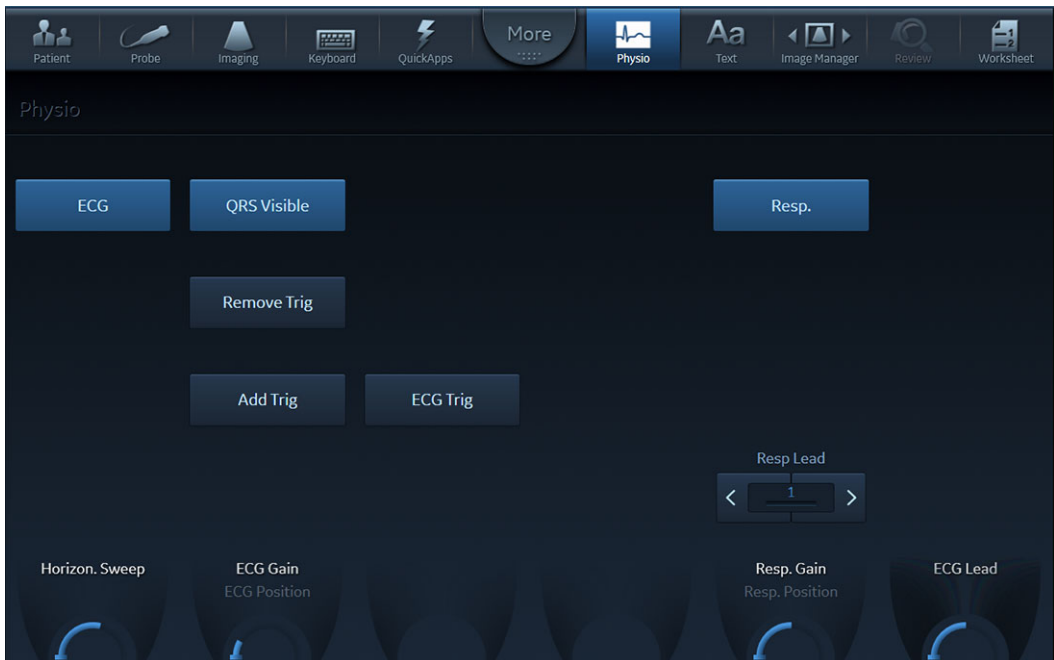 More
Patient
Probe
Imaging
Keyboard
QuickApps
Physio
Aa
Text
Image Manager
Review
1
2
Worksheet
Physio
ECG
QRS Visible
Resp.
Remove Trig
Add Trig
ECG Trig
Resp Lead
< 1 >
Horizon. Sweep
ECG Gain
Resp. Gain
ECG Lead
ECG Position
Resp. Position